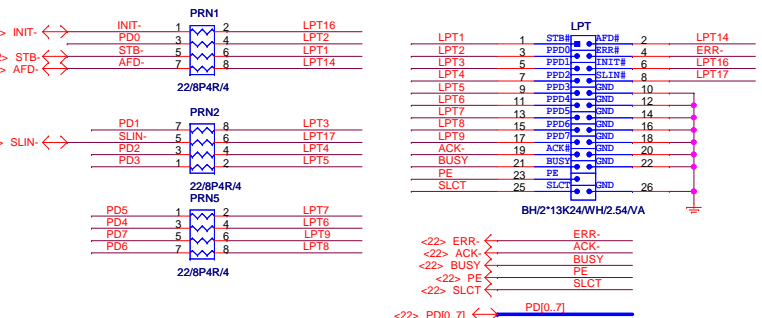 PRN1
INIT- INIT- 1 2 LPT16
PD0 3 4 LPT2
STB- STB- 5 6 LPT1
AFD- AFD- 7 8 LPT14
22/8P4R/4
PRN2
PD1 7 8 LPT3
SLIN- SLIN- 5 6 LPT17
PD2 3 4 LPT4
PD3 1 2 LPT5
22/8P4R/4
PRN5
PD5 1 2 LPT7
PD4 3 4 LPT6
PD7 5 6 LPT9
PD6 7 8 LPT8
22/8P4R/4
LPT
LPT1 1 STB# AFD# 2 LPT14
LPT2 3 PPD0 ERR# 4 ERR-
LPT3 5 PPD1 INIT# 6 LPT16
LPT4 7 PPD2 SLIN# 8 LPT17
LPT5 9 PPD3 GND 10
LPT6 11 PPD4 GND 12
LPT7 13 PPD5 GND 14
LPT8 15 PPD6 GND 16
LPT9 17 PPD7 GND 18
ACK- 19 ACK# GND 20
BUSY 21 BUSY GND 22
PE 23 PE
SLCT 25 SLCT GND 26
BH/2*13K24/WH/2.54/VA
<22> ERR- ERR-
<22> ACK- ACK-
<22> BUSY BUSY
<22> PE PE
<22> SLCT SLCT
<22> PD[0..7] PD[0..7]